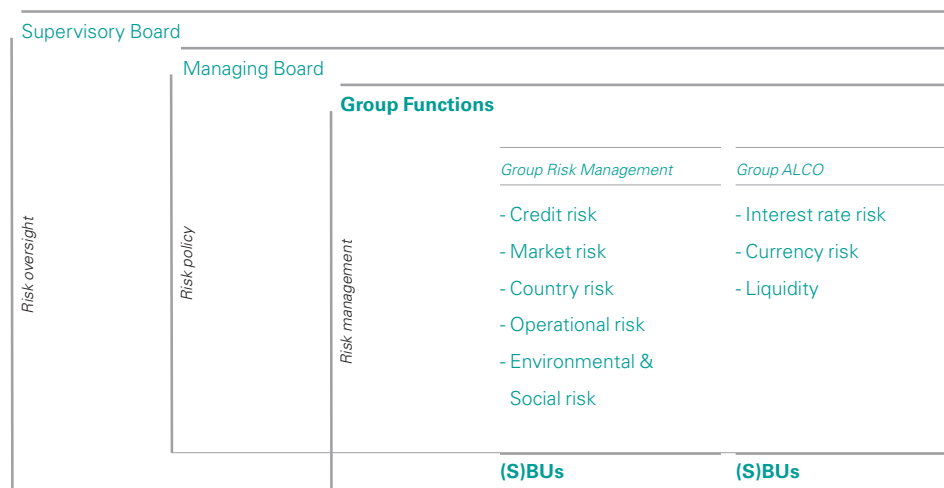 Supervisory Board
Managing Board
Group Functions
Risk oversight
Risk policy
Risk management
Group Risk Management
- Credit risk
- Market risk
- Country risk
- Operational risk
- Environmental &
Social risk
(S)BUs
Group ALCO
- Interest rate risk
- Currency risk
- Liquidity
(S)BUs